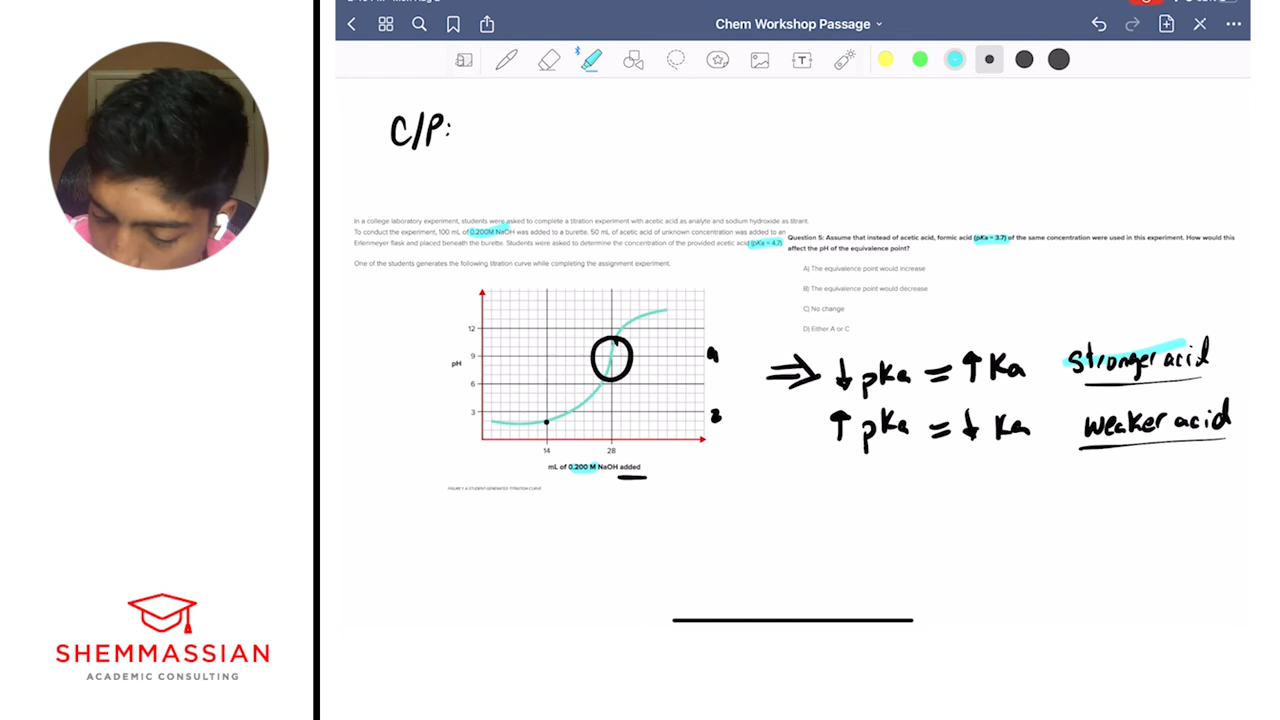 Chem Workshop Passage
C/P:
In a college laboratory experiment, students were asked to complete a titration experiment with acetic acid as analyte and sodium hydroxide as titrant.
To conduct the experiment, 100 mL of 0.200M NaOH was added to a burette. 50 mL of acetic acid of unknown concentration was added to an
Erlenmeyer flask and placed beneath the burette. Students were asked to determine the concentration of the provided acetic acid (pKa = 4.7)
One of the students generates the following titration curve while completing the assignment experiment.
12
9
6
3
pH
14
28
mL of 0.200 M NaOH added
FIGURE 1. A STUDENT-GENERATED TITRATION CURVE
Question 5: Assume that instead of acetic acid, formic acid (pKa = 3.7) of the same concentration were used in this experiment. How would this
affect the pH of the equivalence point?
A) The equivalence point would increase
B) The equivalence point would decrease
C) No change
D) Either A or C
⇒ ↓ pKa = ↑ Ka stronger acid
↑ pKa = ↓ Ka weaker acid
SHEMMASSIAN
ACADEMIC CONSULTING